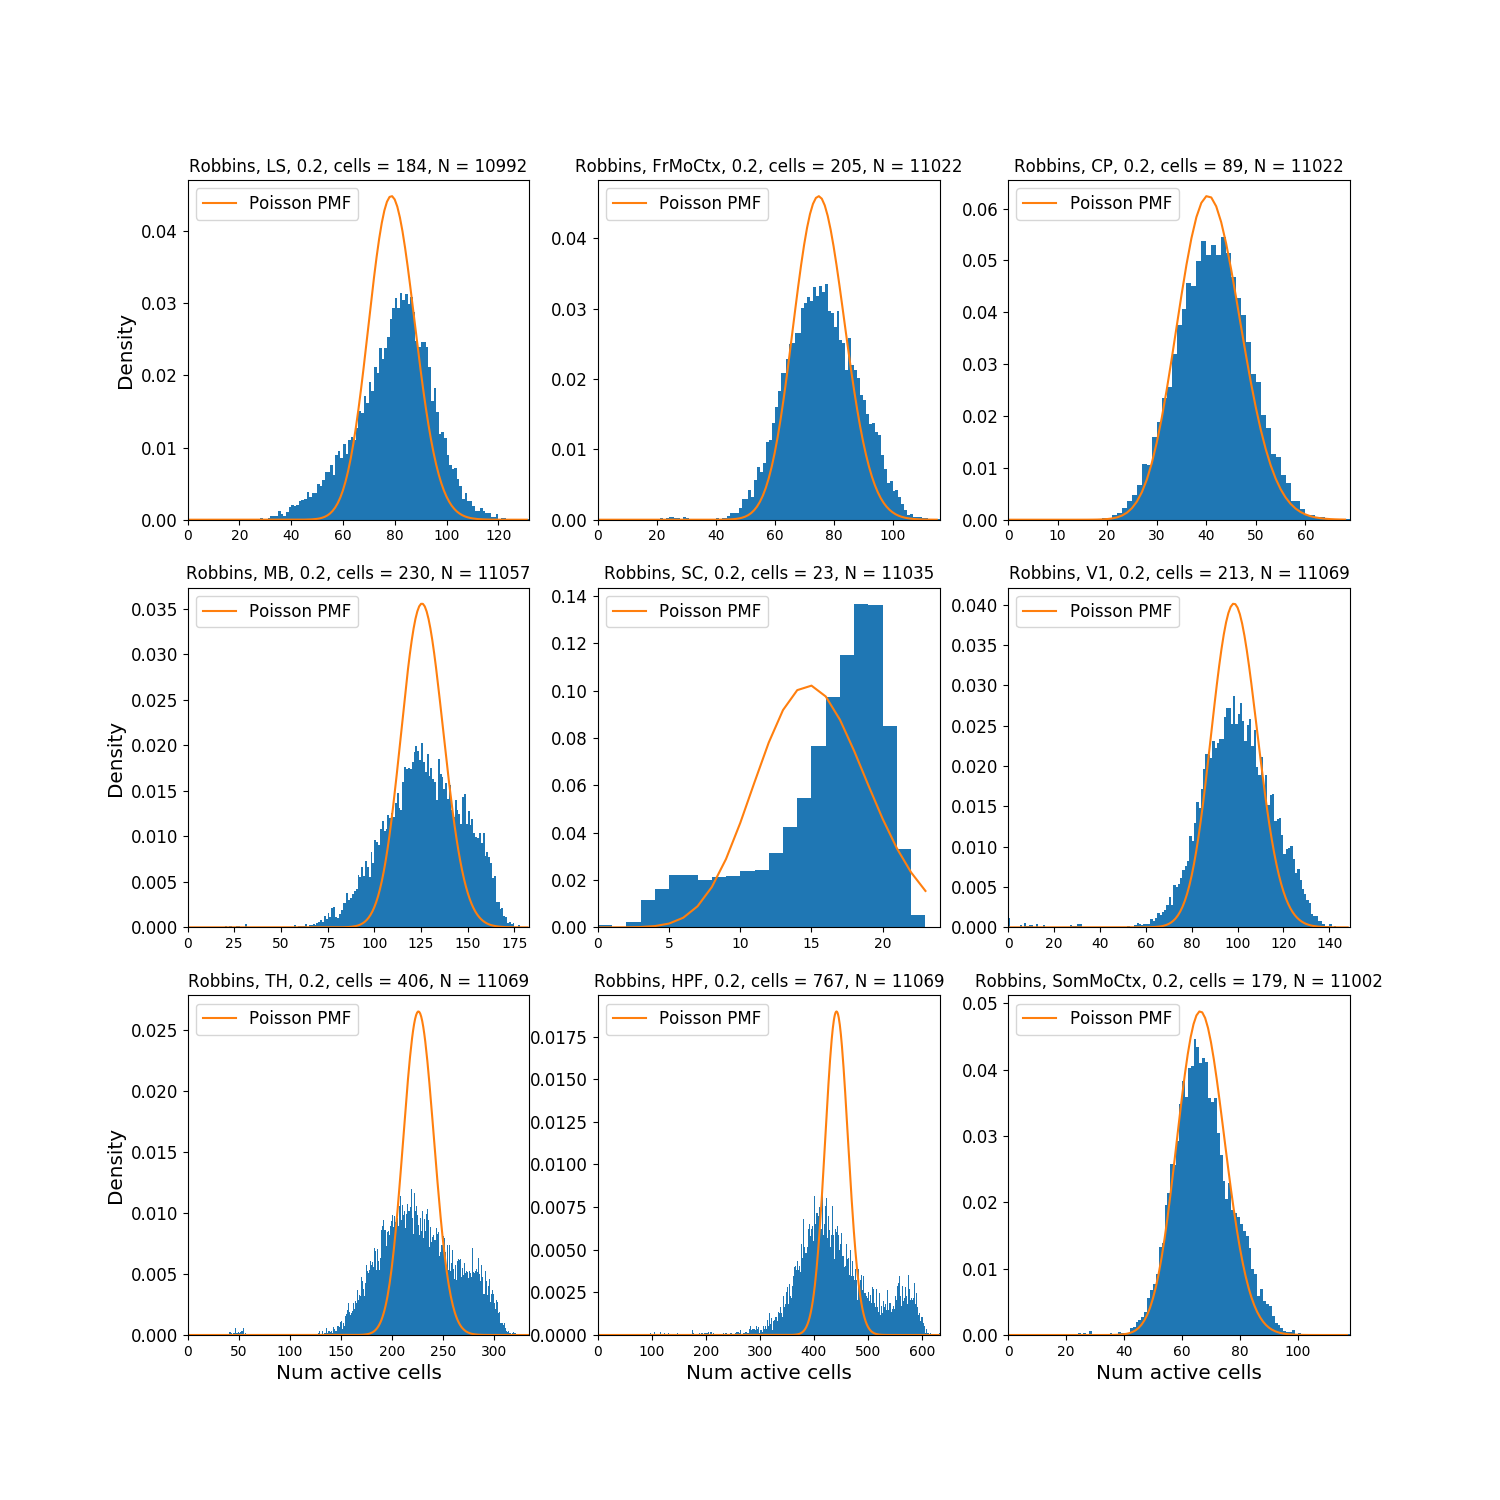 Robbins, LS, 0.2, cells = 184, N = 10992
Poisson PMF
Density
0.04
0.03
0.02
0.01
0.00
0 20 40 60 80 100 120
Robbins, FrMoCtx, 0.2, cells = 205, N = 11022
Poisson PMF
0.04
0.03
0.02
0.01
0.00
0 20 40 60 80 100
Robbins, CP, 0.2, cells = 89, N = 11022
Poisson PMF
0.06
0.05
0.04
0.03
0.02
0.01
0.00
0 10 20 30 40 50 60
Robbins, MB, 0.2, cells = 230, N = 11057
Poisson PMF
Density
0.035
0.030
0.025
0.020
0.015
0.010
0.005
0.000
0 25 50 75 100 125 150 175
Robbins, SC, 0.2, cells = 23, N = 11035
Poisson PMF
0.14
0.12
0.10
0.08
0.06
0.04
0.02
0.00
0 5 10 15 20
Robbins, V1, 0.2, cells = 213, N = 11069
Poisson PMF
0.040
0.035
0.030
0.025
0.020
0.015
0.010
0.005
0.000
0 20 40 60 80 100 120 140
Robbins, TH, 0.2, cells = 406, N = 11069
Poisson PMF
Density
0.025
0.020
0.015
0.010
0.005
0.000
0 50 100 150 200 250 300
Num active cells
Robbins, HPF, 0.2, cells = 767, N = 11069
Poisson PMF
0.0175
0.0150
0.0125
0.0100
0.0075
0.0050
0.0025
0.0000
0 100 200 300 400 500 600
Num active cells
Robbins, SomMoCtx, 0.2, cells = 179, N = 11002
Poisson PMF
0.05
0.04
0.03
0.02
0.01
0.00
0 20 40 60 80 100
Num active cells